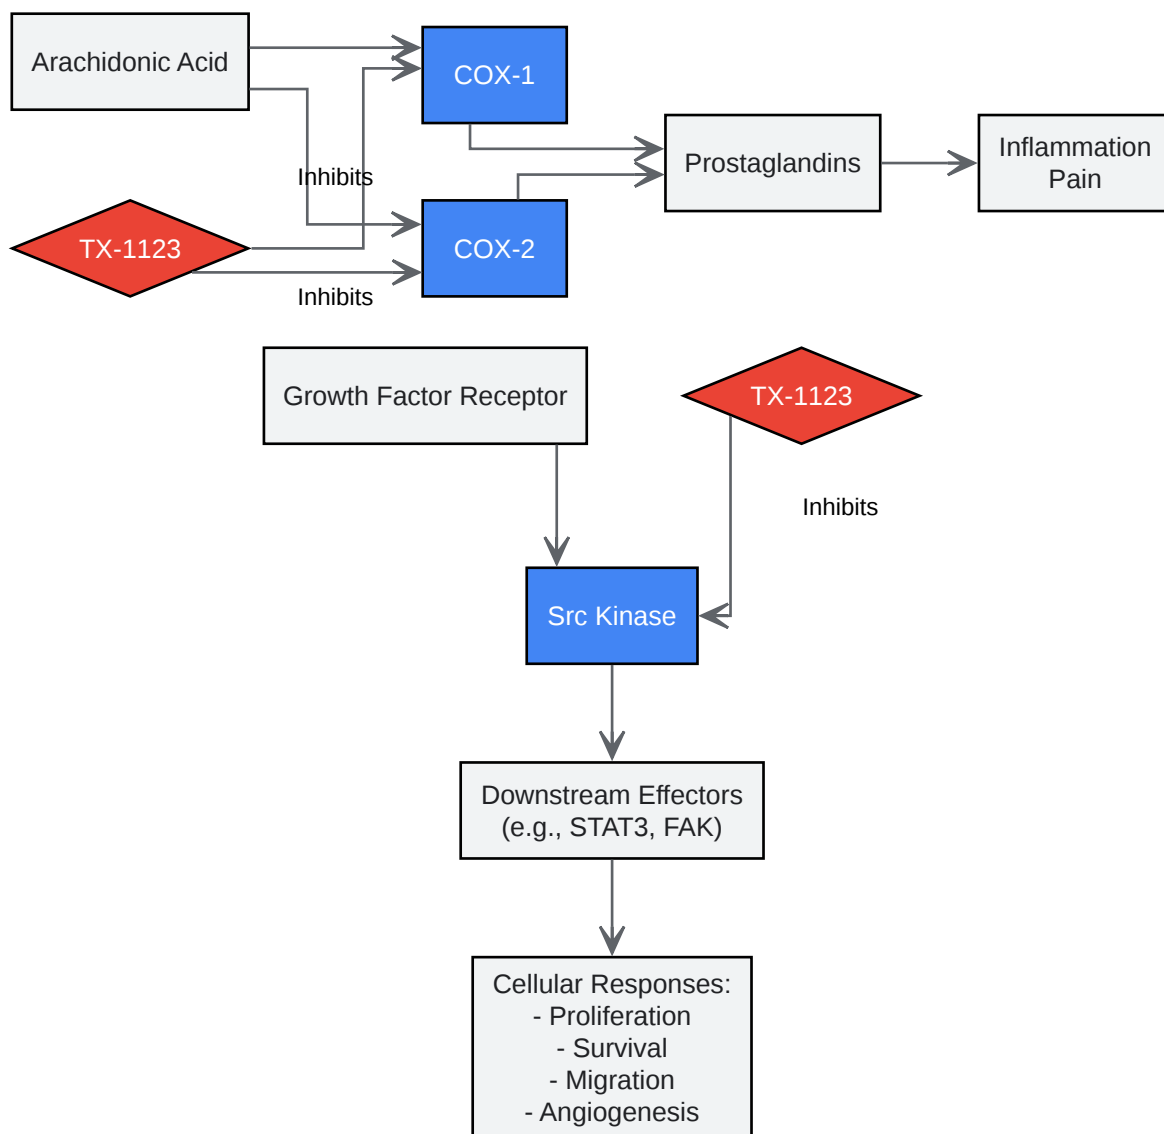 Arachidonic Acid
COX-1
Prostaglandins
Inflammation
Pain
Inhibits
TX-1123
COX-2
Inhibits
Growth Factor Receptor
TX-1123
Inhibits
Src Kinase
Downstream Effectors
(e.g., STAT3, FAK)
Cellular Responses:
- Proliferation
- Survival
- Migration
- Angiogenesis